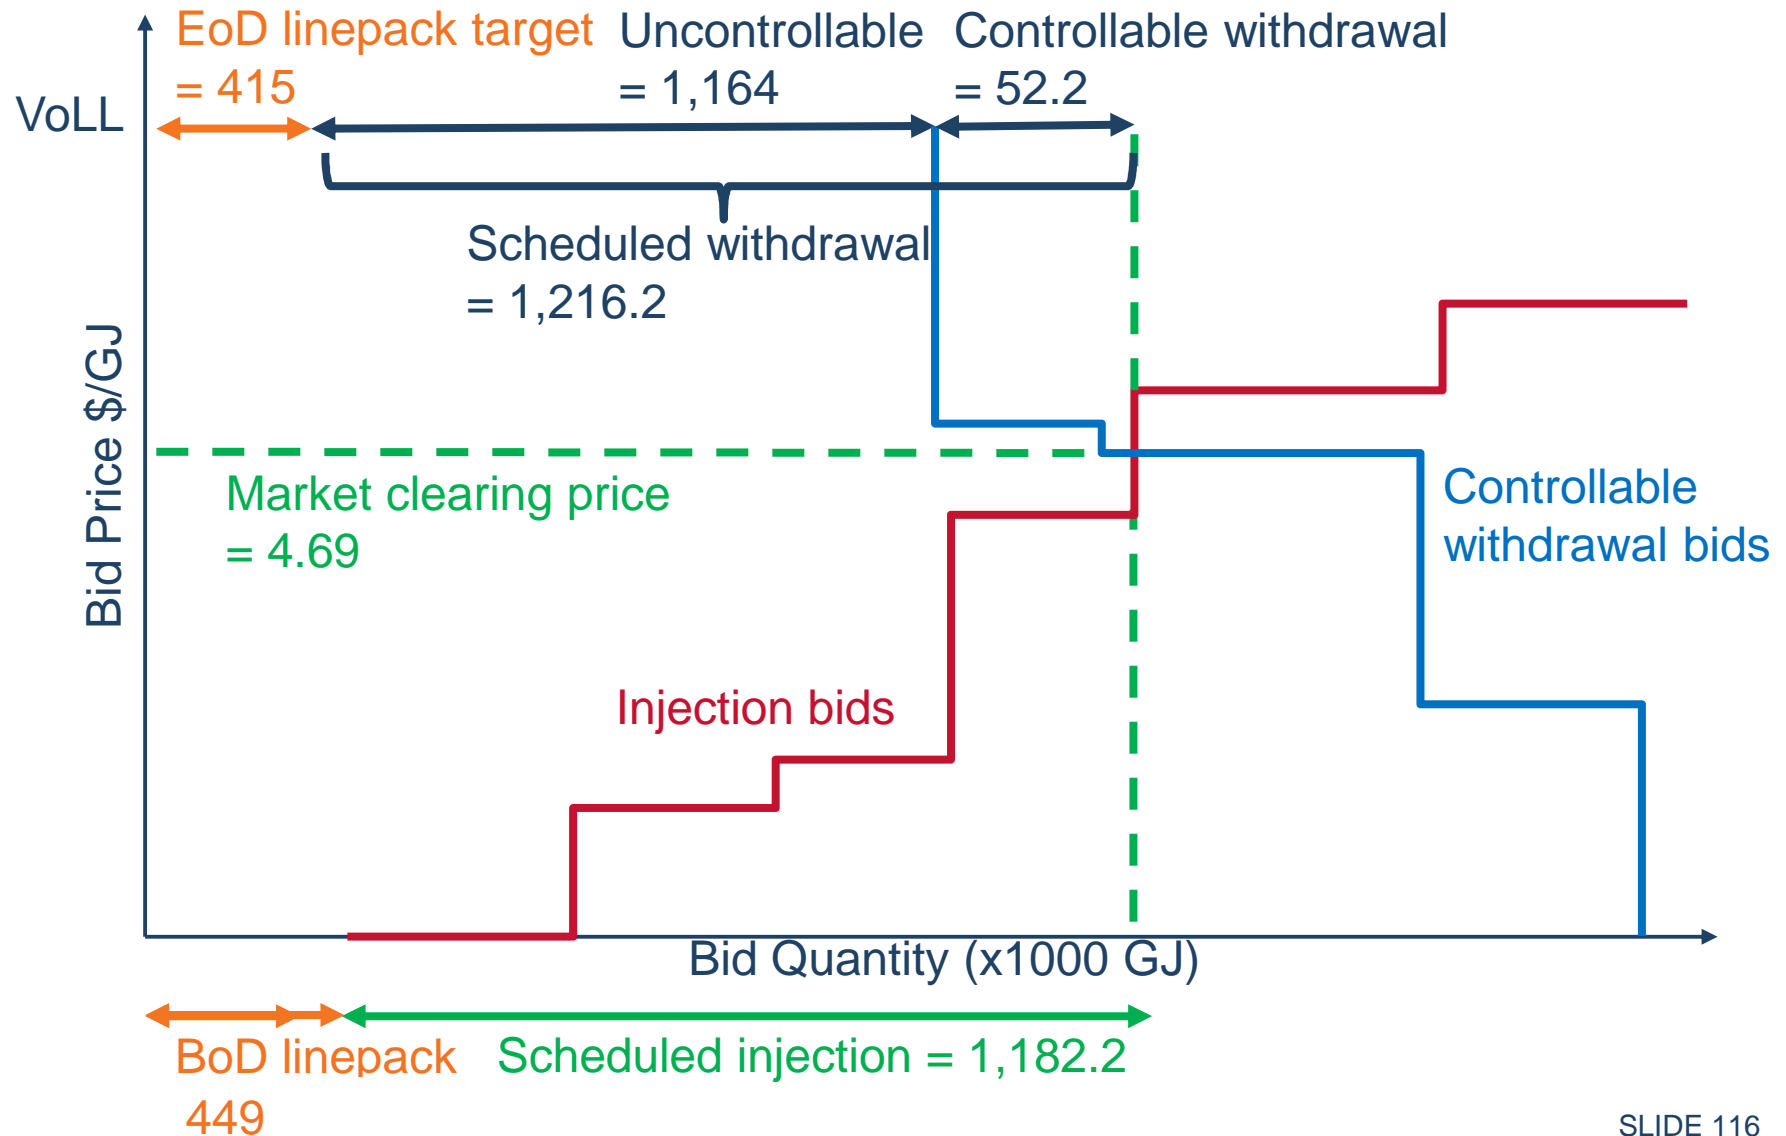 EoD linepack target
= 415
Uncontrollable
= 1,164
Controllable withdrawal
= 52.2
VoLL
Scheduled withdrawal
= 1,216.2
Bid Price $/GJ
Market clearing price
= 4.69
Controllable
withdrawal bids
Injection bids
Bid Quantity (x1000 GJ)
BoD linepack
449
Scheduled injection = 1,182.2
SLIDE 116